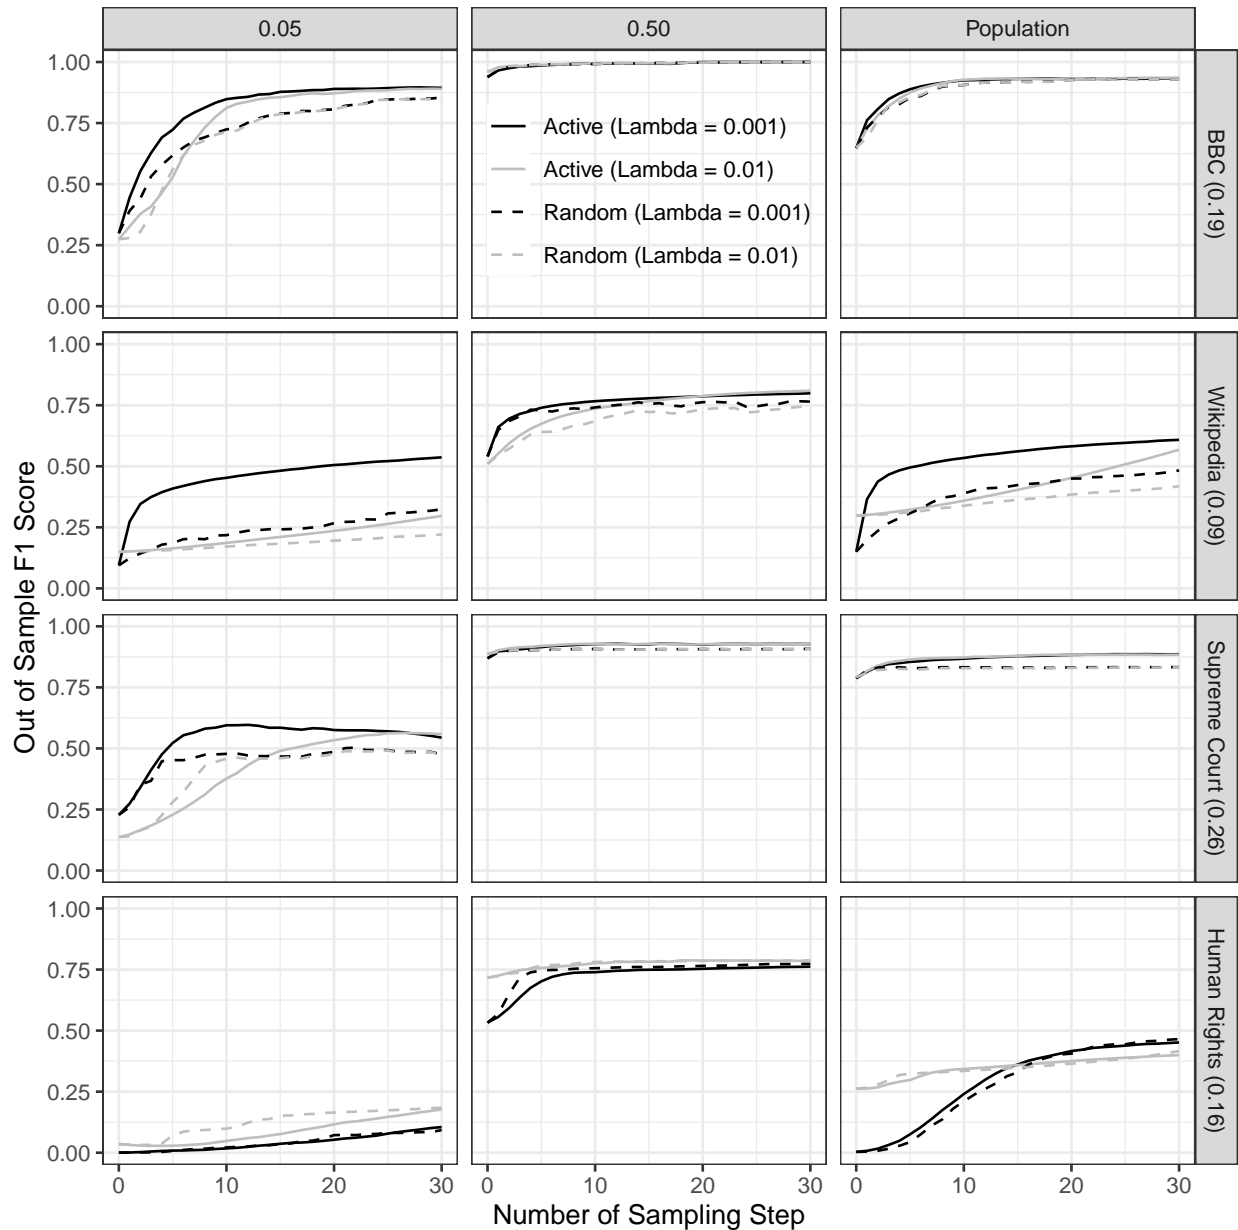 0.05
0.50
Population
1.00
0.75
0.50
0.25
0.00
Active (Lambda = 0.001)
Active (Lambda = 0.01)
Random (Lambda = 0.001)
Random (Lambda = 0.01)
BBC (0.19)
1.00
0.75
0.50
0.25
0.00
Wikipedia (0.09)
Out of Sample F1 Score
1.00
0.75
0.50
0.25
0.00
Supreme Court (0.26)
1.00
0.75
0.50
0.25
0.00
Human Rights (0.16)
0 10 20 30
0 10 20 30
0 10 20 30
Number of Sampling Step